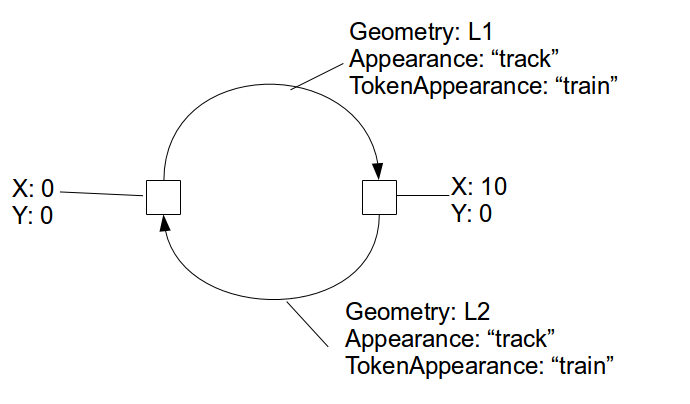 Geometry: L1
Appearance: “track”
TokenAppearance: “train”
X: 0
Y: 0
X: 10
Y: 0
Geometry: L2
Appearance: “track”
TokenAppearance: “train”